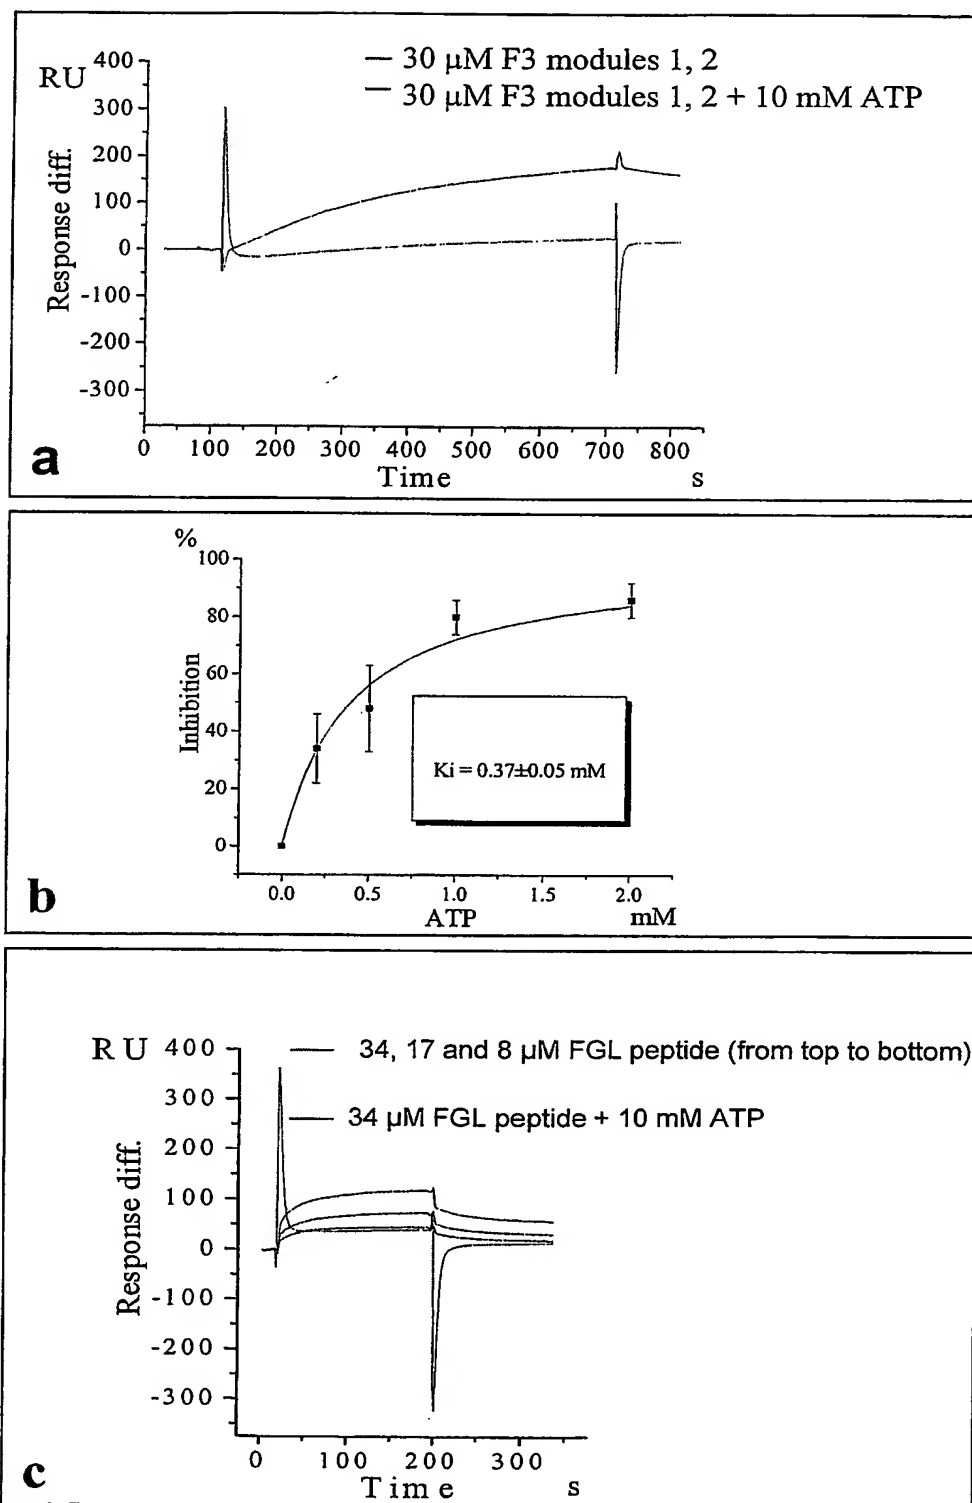 400
RU
— 30 µM F3 modules 1, 2
— 30 µM F3 modules 1, 2 + 10 mM ATP
300
200
100
0
-100
-200
-300
Response diff.
0 100 200 300 400 500 600 700 800
Time s
a
%
100
80
60
40
20
0
Inhibition
Ki = 0.37±0.05 mM
0.0 0.5 1.0 1.5 2.0
ATP mM
b
RU 400
34, 17 and 8 µM FGL peptide (from top to bottom)
300
34 µM FGL peptide + 10 mM ATP
200
100
0
-100
-200
-300
Response diff.
0 100 200 300
Time s
c